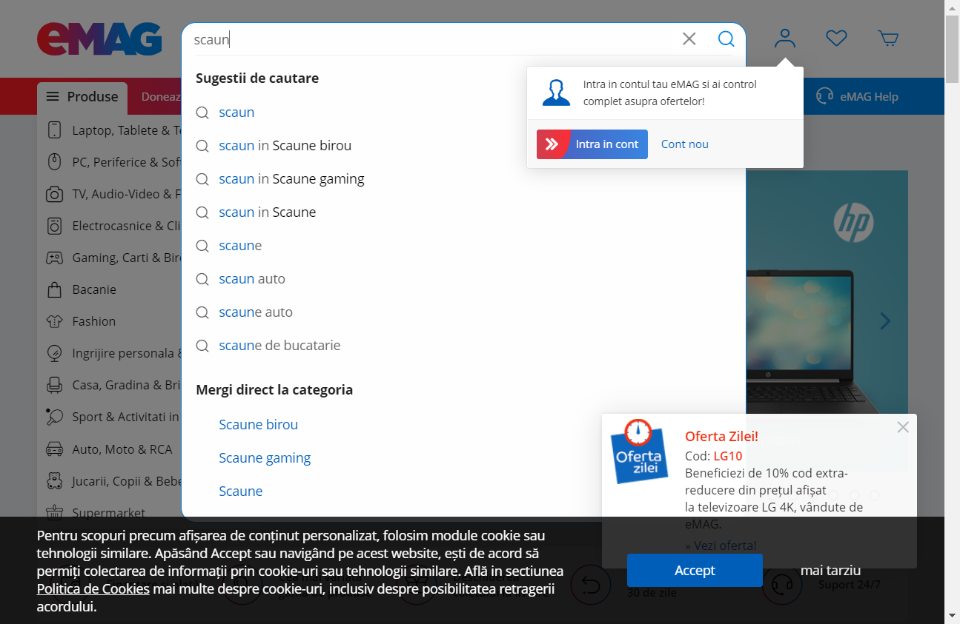 eMAG
scaun
Sugestii de cautare
scaun
scaun in Scaune birou
scaun in Scaune gaming
scaun in Scaune
scaune
scaun auto
scaune auto
scaune de bucatarie
Mergi direct la categoria
Scaune birou
Scaune gaming
Scaune
Intra in contul tau eMAG si ai control
complet asupra ofertelor!
Intra in cont
Cont nou
eMAG Help
Produse
Laptop, Tablete &
PC, Periferice &
TV, Audio-Video &
Electrocasnice &
Gaming, Carti &
Bacanie
Fashion
Ingrijire personala
Casa, Gradina &
Sport & Activitati in
Auto, Moto & RCA
Jucarii, Copii &
Supermarket
hp
Oferta
zilei
Oferta Zilei!
Cod: LG10
Beneficiezi de 10% cod extra-
reducere din prețul afișat
la televizoare LG 4K, vândute de
eMAG.
» Vezi oferta!
Pentru scopuri precum afișarea de conținut personalizat, folosim module cookie sau
tehnologii similare. Apăsând Accept sau navigând pe acest website, ești de acord să
permiți colectarea de informații prin cookie-uri sau tehnologii similare. Află in sectiunea
Politica de Cookies mai multe despre cookie-uri, inclusiv despre posibilitatea retragerii
acordului.
Accept
mai tarziu
30 de zile
Suport 24/7